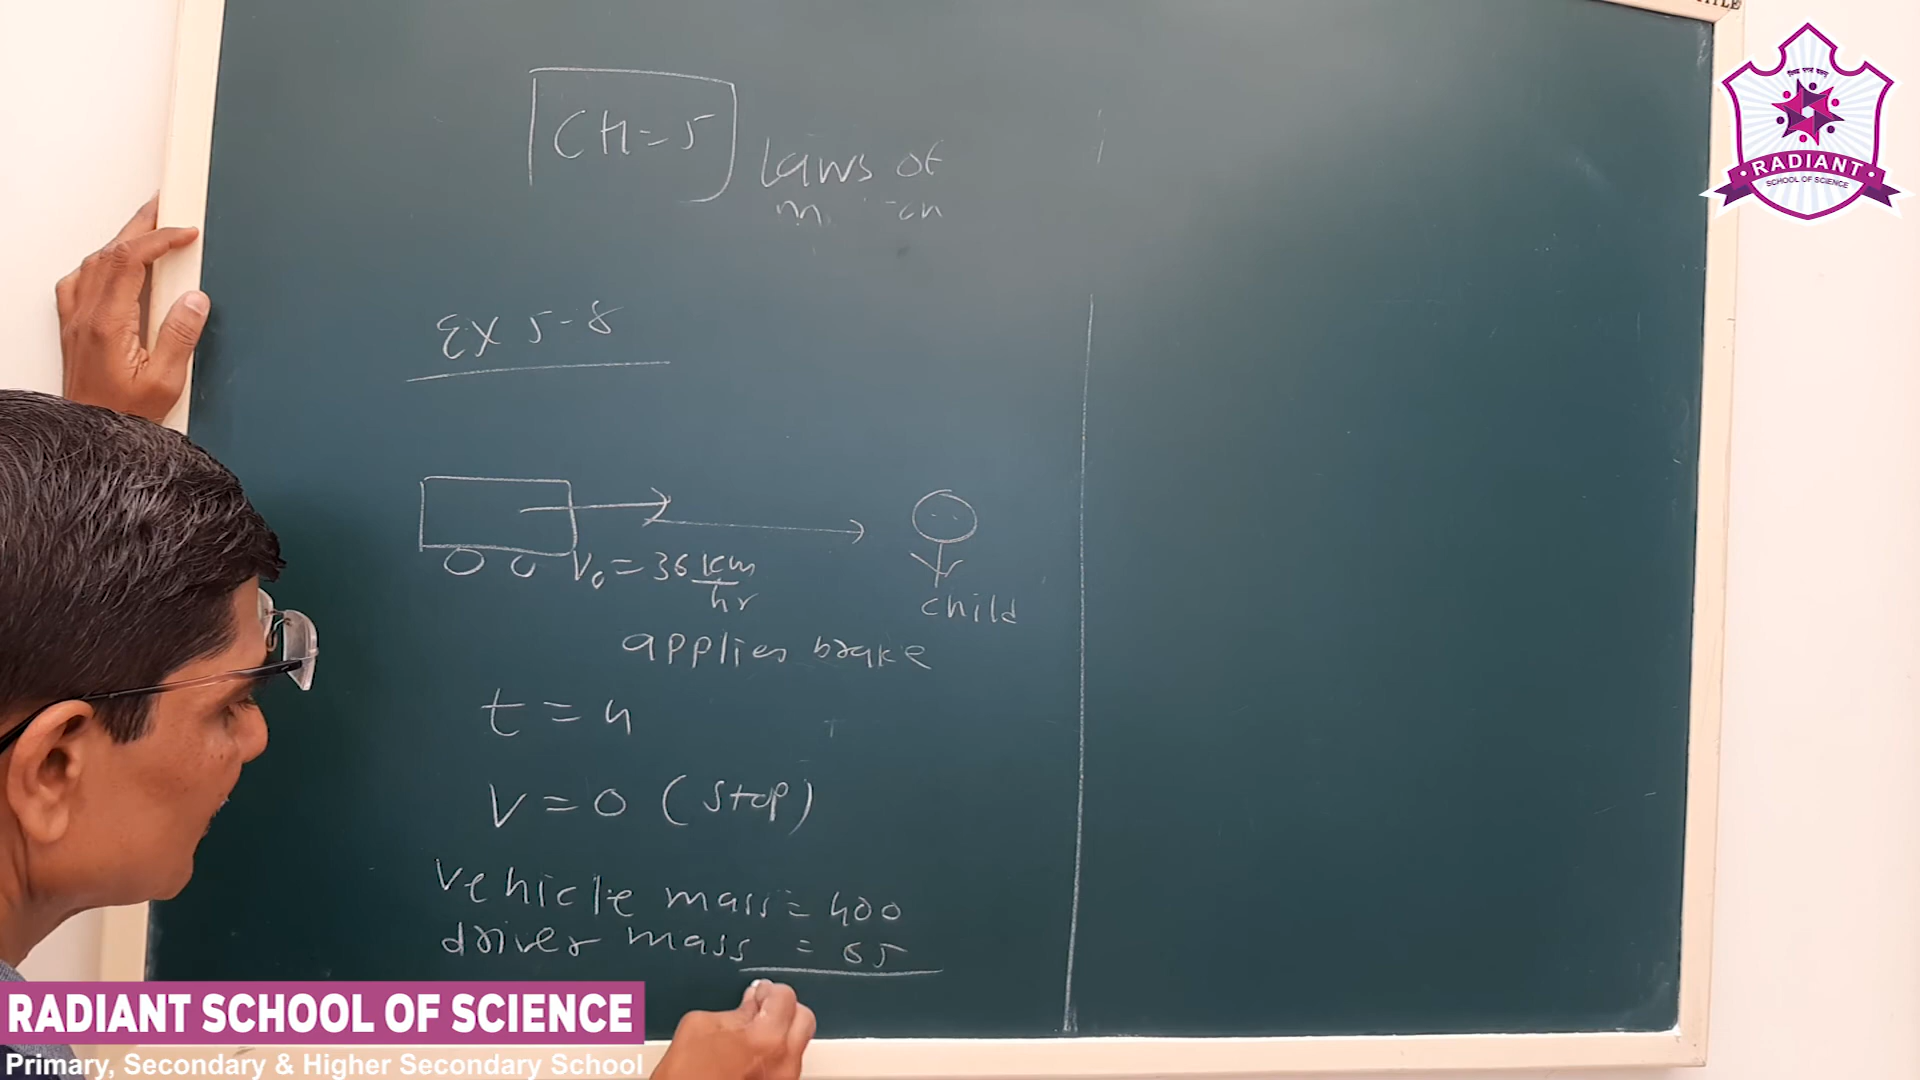 CH=5
Laws of
EX 5-8
V₀ = 36 km/hr
child
applies brake
t = 4
V = 0 (stop)
vehicle mass = 400
driver mass = 65
RADIANT
SCHOOL OF SCIENCE
RADIANT SCHOOL OF SCIENCE
Primary, Secondary & Higher Secondary School